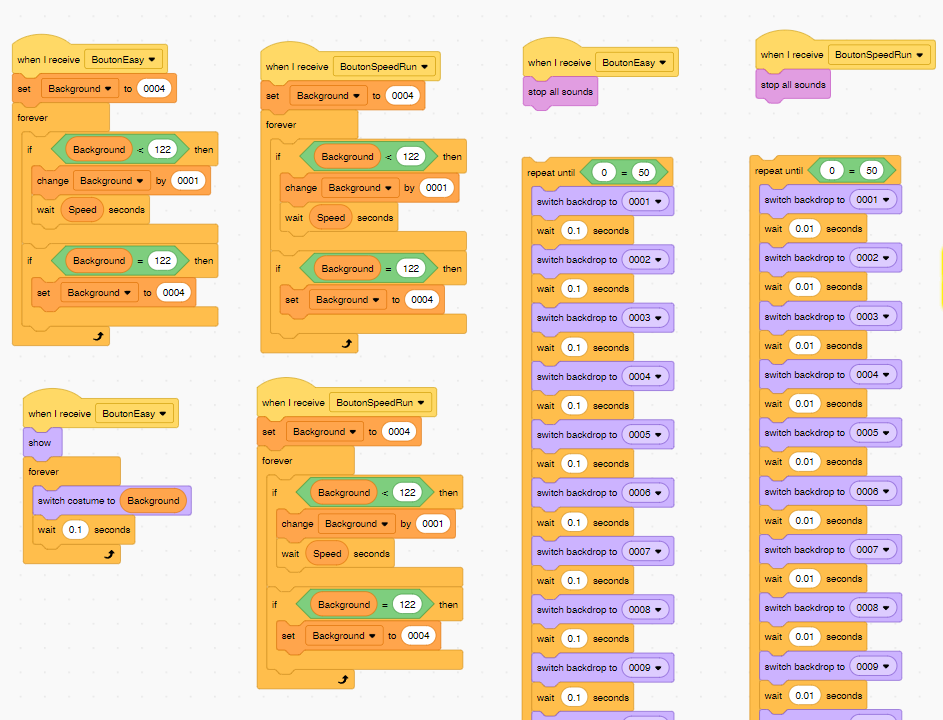 when I receive BoutonEasy
set Background to 0004
forever
if Background < 122 then
change Background by 0001
wait Speed seconds
if Background = 122 then
set Background to 0004
when I receive BoutonEasy
show
forever
switch costume to Background
wait 0.1 seconds
when I receive BoutonSpeedRun
set Background to 0004
forever
if Background < 122 then
change Background by 0001
wait Speed seconds
if Background = 122 then
set Background to 0004
when I receive BoutonSpeedRun
set Background to 0004
forever
if Background < 122 then
change Background by 0001
wait Speed seconds
if Background = 122 then
set Background to 0004
when I receive BoutonEasy
stop all sounds
repeat until 0 = 50
switch backdrop to 0001
wait 0.1 seconds
switch backdrop to 0002
wait 0.1 seconds
switch backdrop to 0003
wait 0.1 seconds
switch backdrop to 0004
wait 0.1 seconds
switch backdrop to 0005
wait 0.1 seconds
switch backdrop to 0006
wait 0.1 seconds
switch backdrop to 0007
wait 0.1 seconds
switch backdrop to 0008
wait 0.1 seconds
switch backdrop to 0009
wait 0.1 seconds
when I receive BoutonSpeedRun
stop all sounds
repeat until 0 = 50
switch backdrop to 0001
wait 0.01 seconds
switch backdrop to 0002
wait 0.01 seconds
switch backdrop to 0003
wait 0.01 seconds
switch backdrop to 0004
wait 0.01 seconds
switch backdrop to 0005
wait 0.01 seconds
switch backdrop to 0006
wait 0.01 seconds
switch backdrop to 0007
wait 0.01 seconds
switch backdrop to 0008
wait 0.01 seconds
switch backdrop to 0009
wait 0.01 seconds